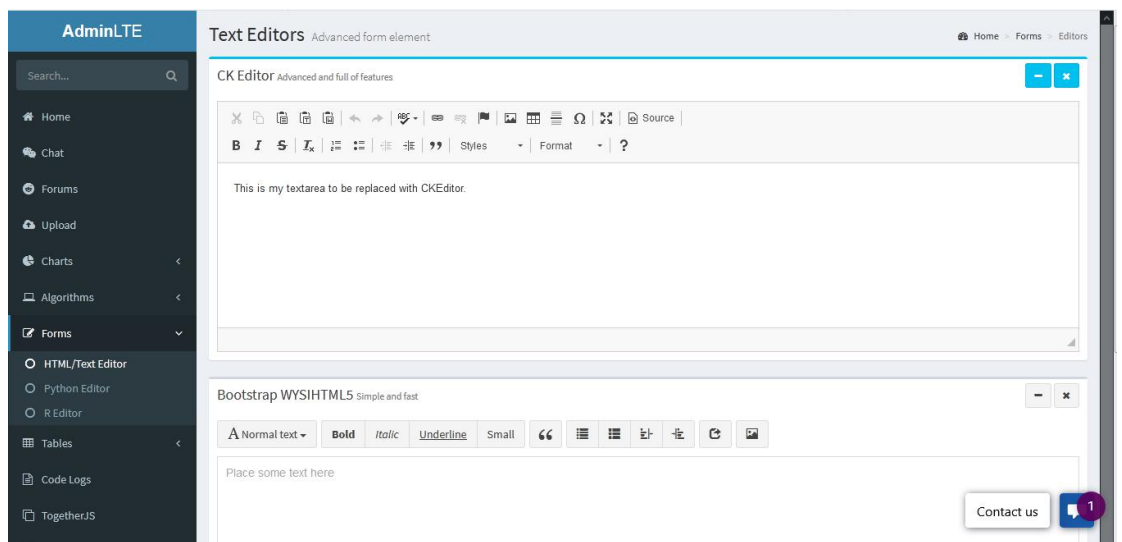 AdminLTE
Text Editors Advanced form element
Home > Forms > Editors
Search...
Home
Chat
Forums
Upload
Charts
Algorithms
Forms
HTML/Text Editor
Python Editor
R Editor
Tables
Code Logs
TogetherJS
CK Editor Advanced and full of features
ABC
Ω
Source
B I S Ix
Styles
Format
?
This is my textarea to be replaced with CKEditor.
Bootstrap WYSIHTML5 Simple and fast
A Normal text
Bold Italic Underline Small
Place some text here
Contact us
1